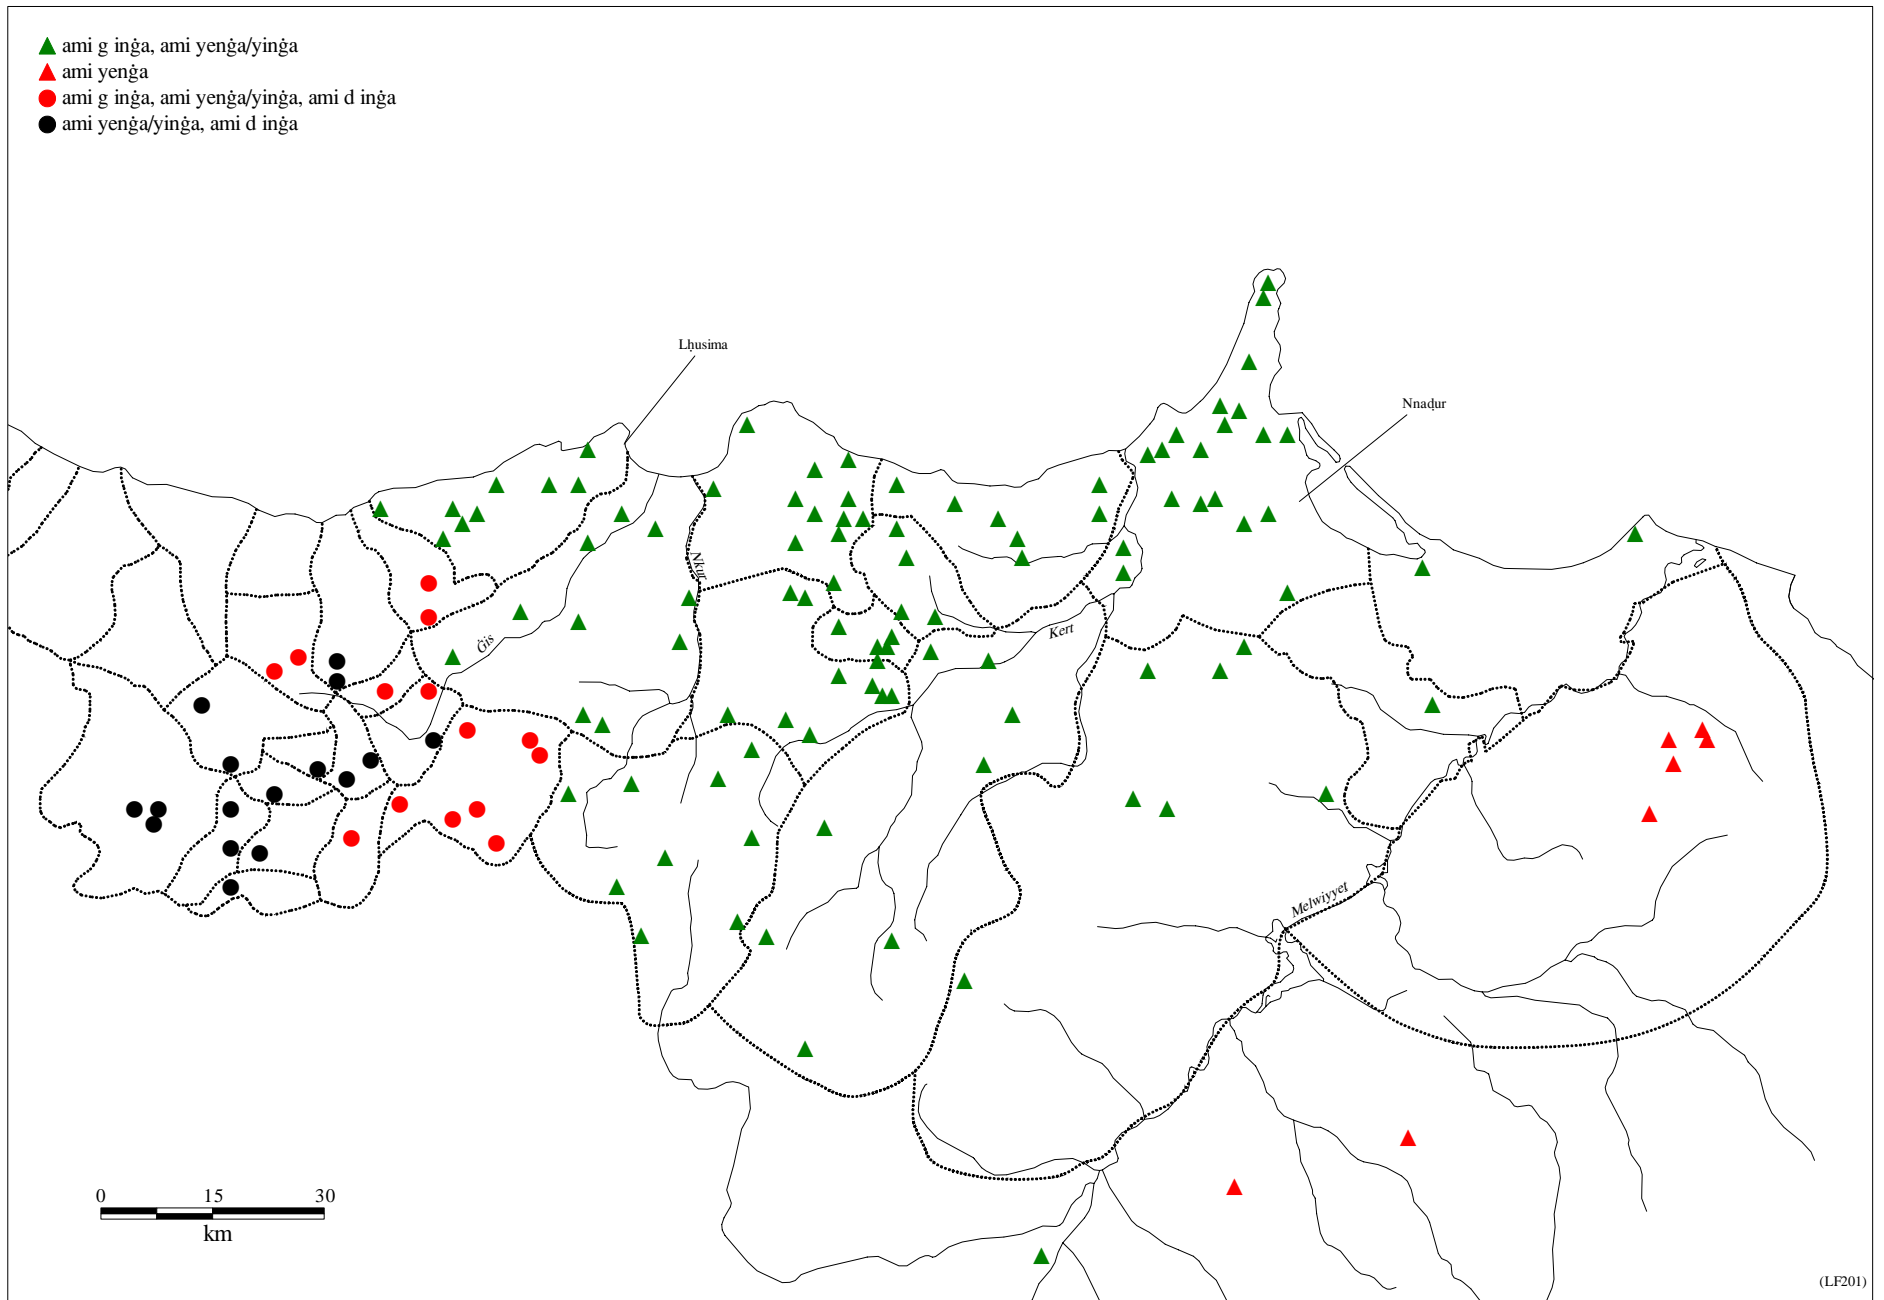 ami g inġa, ami yenġa/yinġa
ami yenġa
ami g inġa, ami yenġa/yinġa, ami d inġa
ami yenġa/yinġa, ami d inġa
Lḥusima
Nnaḍur
Nkuṛ
Kert
Ġis
Melwiyyet
0 15 30
km
(LF201)